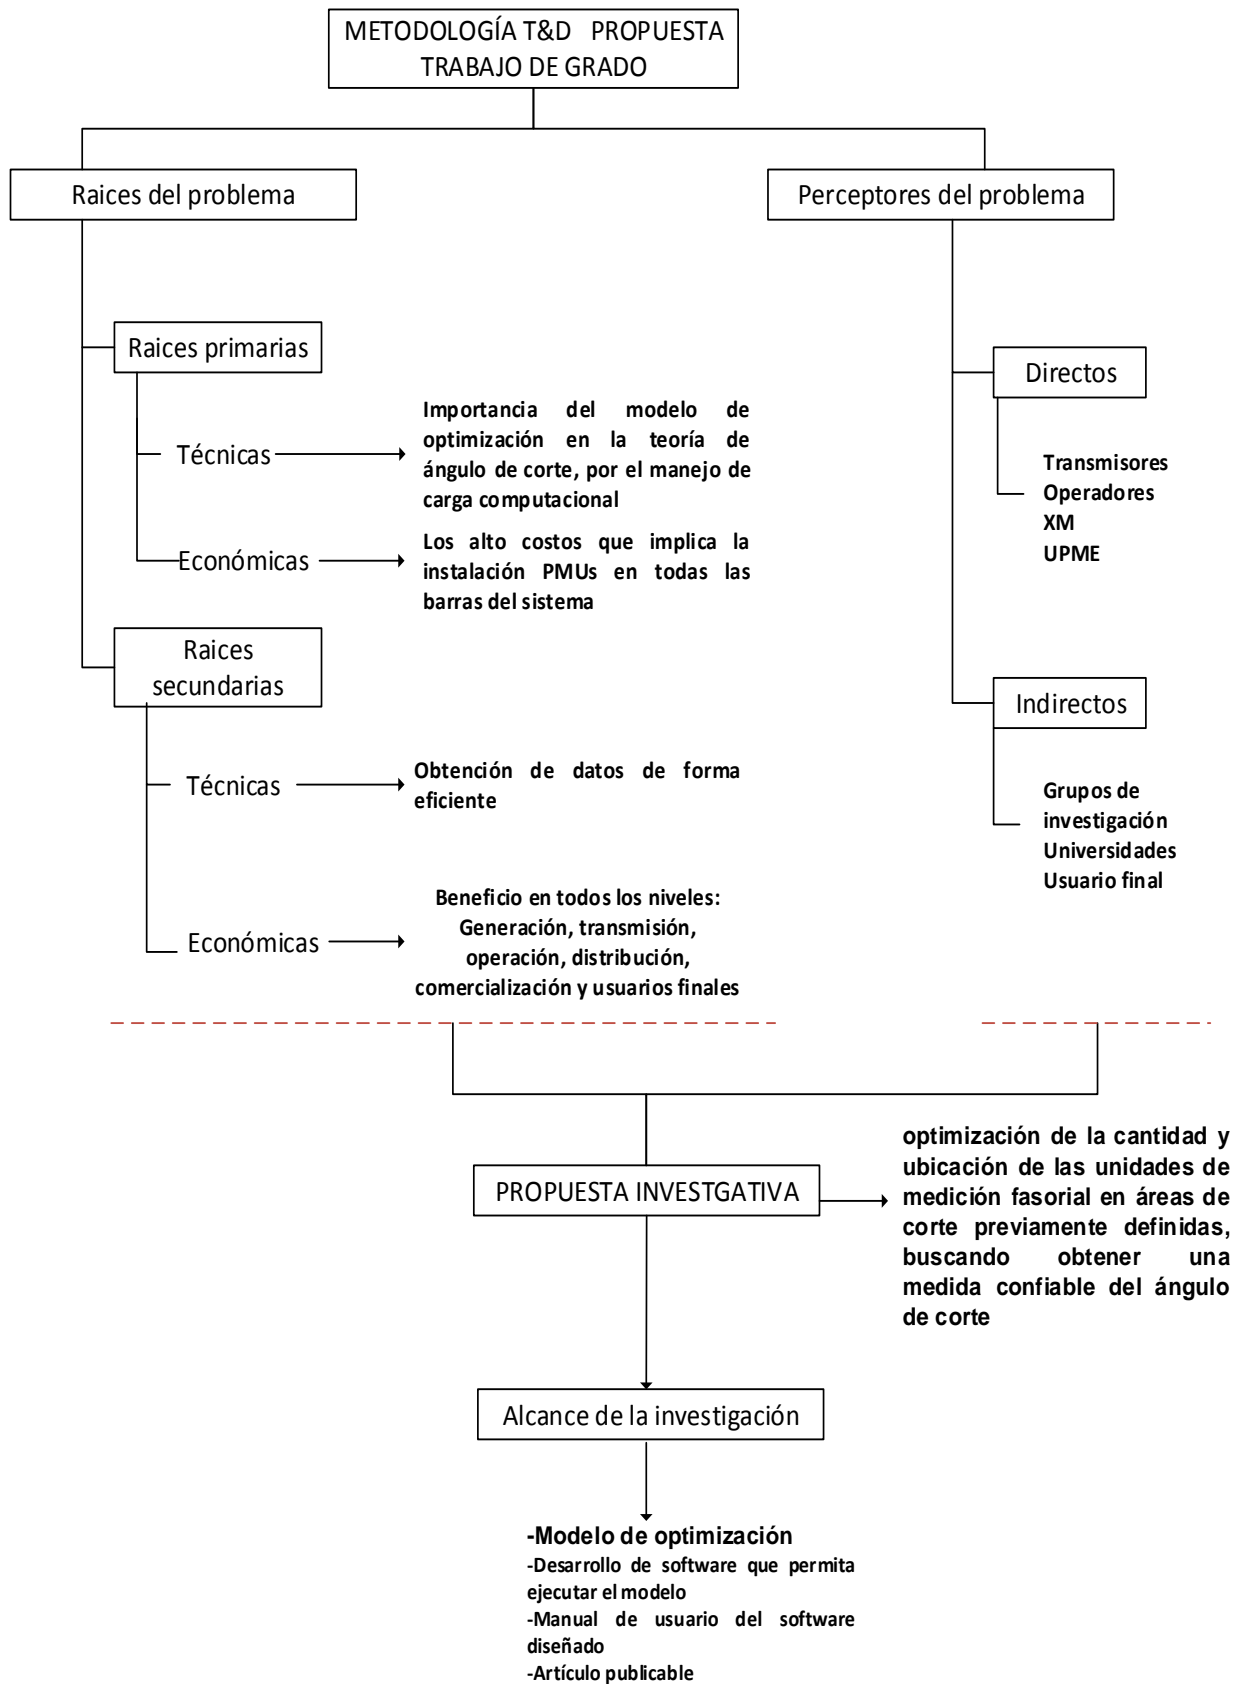 METODOLOGÍA T&D PROPUESTA
TRABAJO DE GRADO
Raices del problema
Perceptores del problema
Raices primarias
Técnicas
Importancia del modelo de
optimización en la teoría de
ángulo de corte, por el manejo de
carga computacional
Económicas
Los alto costos que implica la
instalación PMUs en todas las
barras del sistema
Raices
secundarias
Técnicas
Obtención de datos de forma
eficiente
Económicas
Beneficio en todos los niveles:
Generación, transmisión,
operación, distribución,
comercialización y usuarios finales
Directos
Transmisores
Operadores
XM
UPME
Indirectos
Grupos de
investigación
Universidades
Usuario final
PROPUESTA INVESTGATIVA
optimización de la cantidad y
ubicación de las unidades de
medición fasorial en áreas de
corte previamente definidas,
buscando obtener una
medida confiable del ángulo
de corte
Alcance de la investigación
-Modelo de optimización
-Desarrollo de software que permita
ejecutar el modelo
-Manual de usuario del software
diseñado
-Artículo publicable